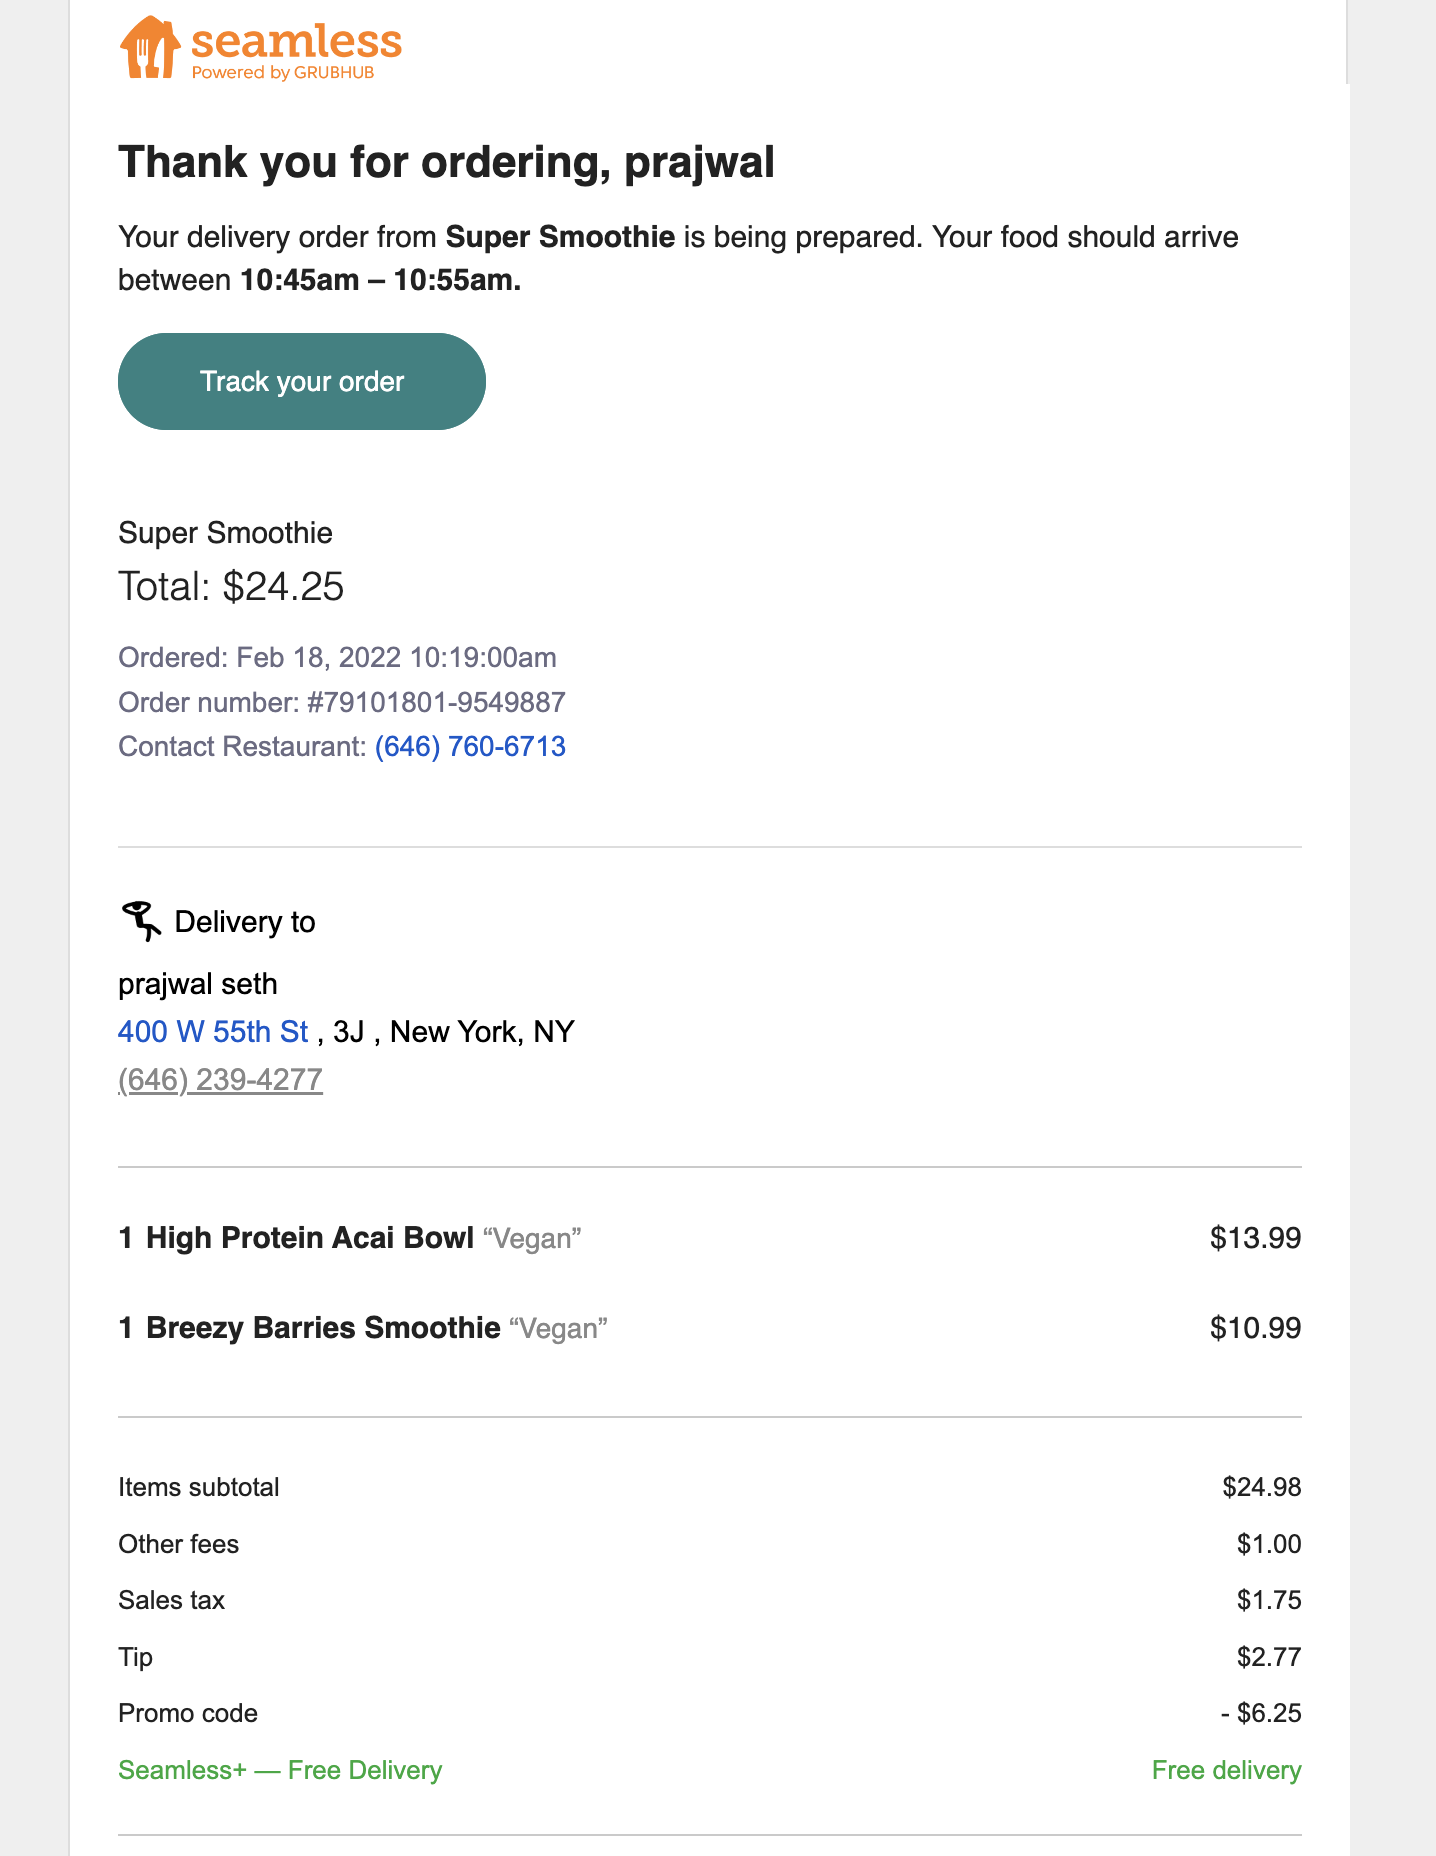 seamless
Powered by GRUBHUB
Thank you for ordering, prajwal
Your delivery order from Super Smoothie is being prepared. Your food should arrive
between 10:45am – 10:55am.
Track your order
Super Smoothie
Total: $24.25
Ordered: Feb 18, 2022 10:19:00am
Order number: #79101801-9549887
Contact Restaurant: (646) 760-6713
Delivery to
prajwal seth
400 W 55th St , 3J , New York, NY
(646) 239-4277
1 High Protein Acai Bowl “Vegan” $13.99
1 Breezy Barries Smoothie “Vegan” $10.99
Items subtotal $24.98
Other fees $1.00
Sales tax $1.75
Tip $2.77
Promo code - $6.25
Seamless+ — Free Delivery Free delivery